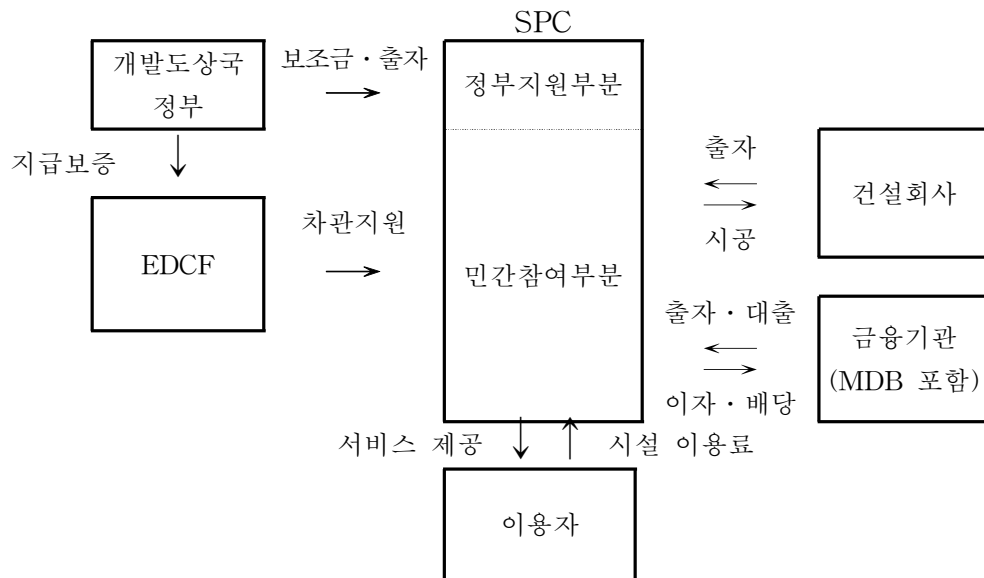 SPC
개발도상국
정부
보조금·출자
정부지원부분
지급보증
출자
건설회사
시공
EDCF
차관지원
민간참여부분
출자·대출
금융기관
(MDB 포함)
이자·배당
서비스 제공
시설 이용료
이용자